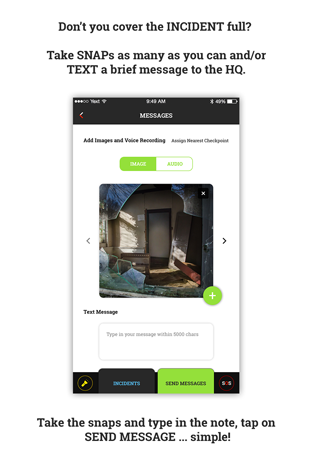 Don't you cover the INCIDENT full?
Take SNAPs as many as you can and/or
TEXT a brief message to the HQ.
Yext 9:49 AM 40%
MESSAGES
Add Images and Voice Recording Assign Nearest Checkpoint
IMAGE AUDIO
Text Message
Type in your message within 5000 chars
INCIDENTS SEND MESSAGES SOS
Take the snaps and type in the note, tap on
SEND MESSAGE ... simple!